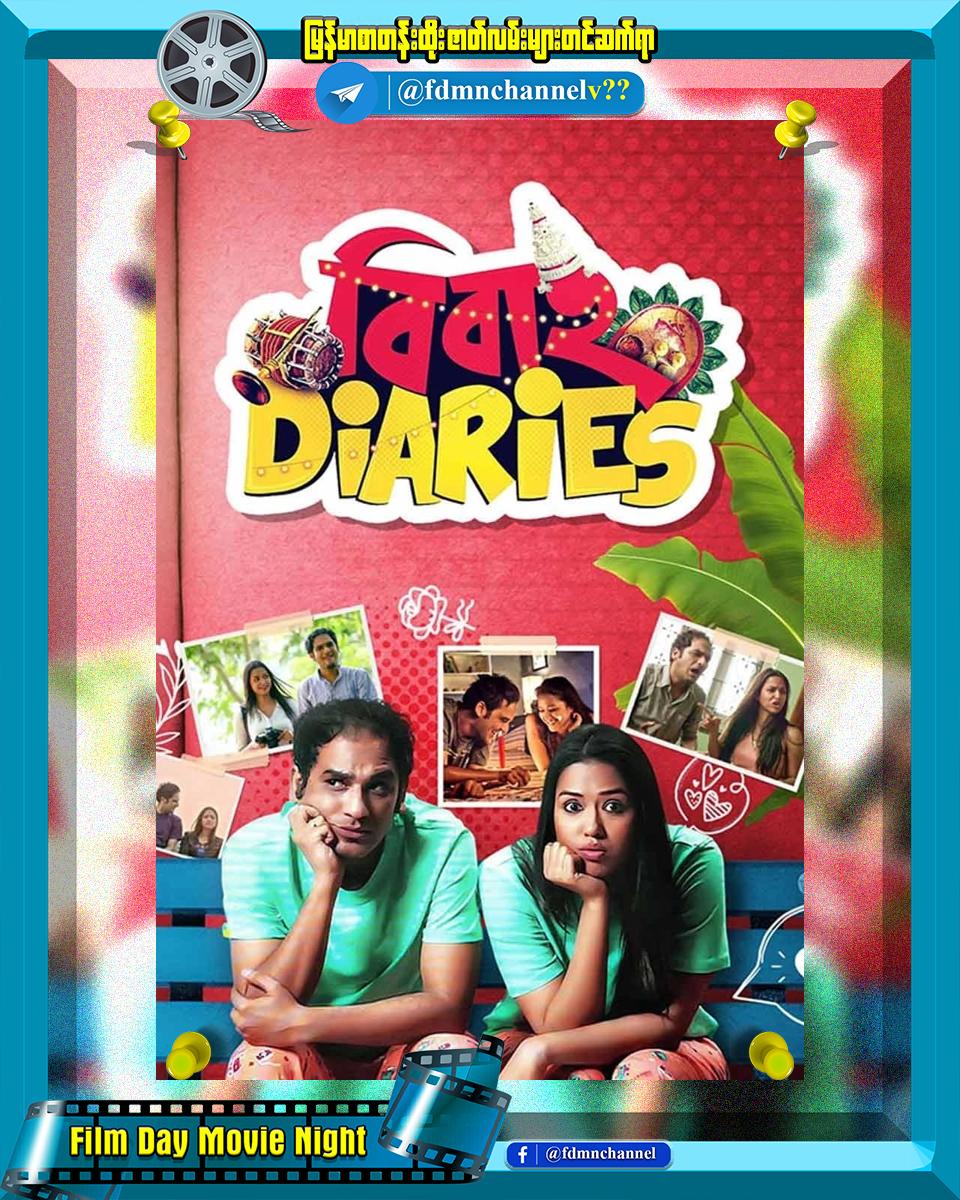 မြန်မာစာတန်းထိုးဇာတ်လမ်းများတင်ဆက်ရာ
@fdmnchannelv??
বিবাহ
DiARiES
Film Day Movie Night
f | @fdmnchannel